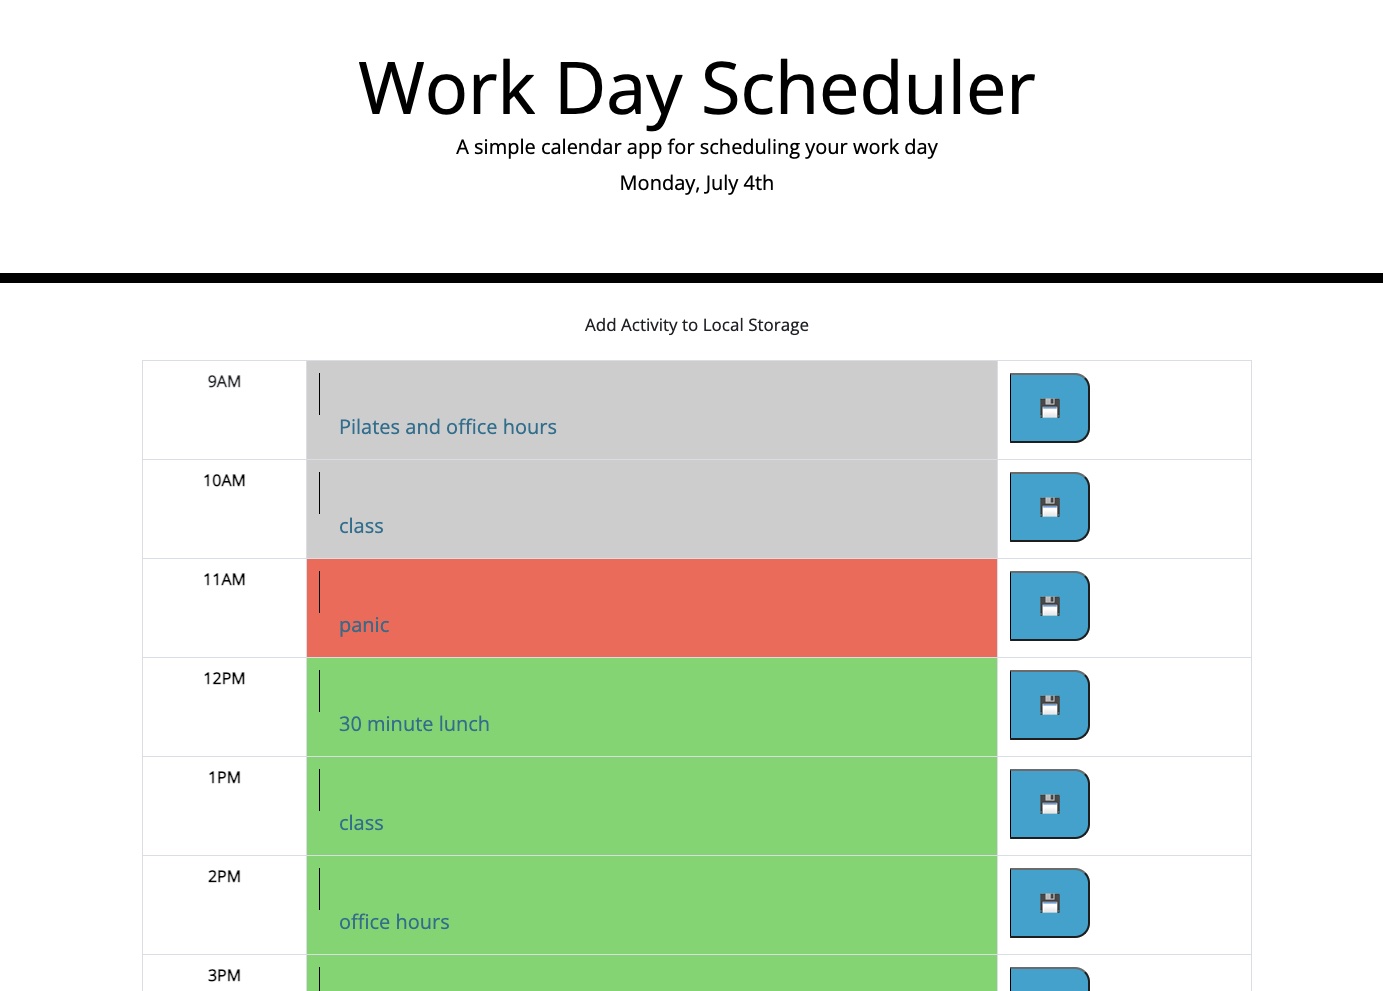 Work Day Scheduler
A simple calendar app for scheduling your work day
Monday, July 4th
Add Activity to Local Storage
9AM
Pilates and office hours
10AM
class
11AM
panic
12PM
30 minute lunch
1PM
class
2PM
office hours
3PM